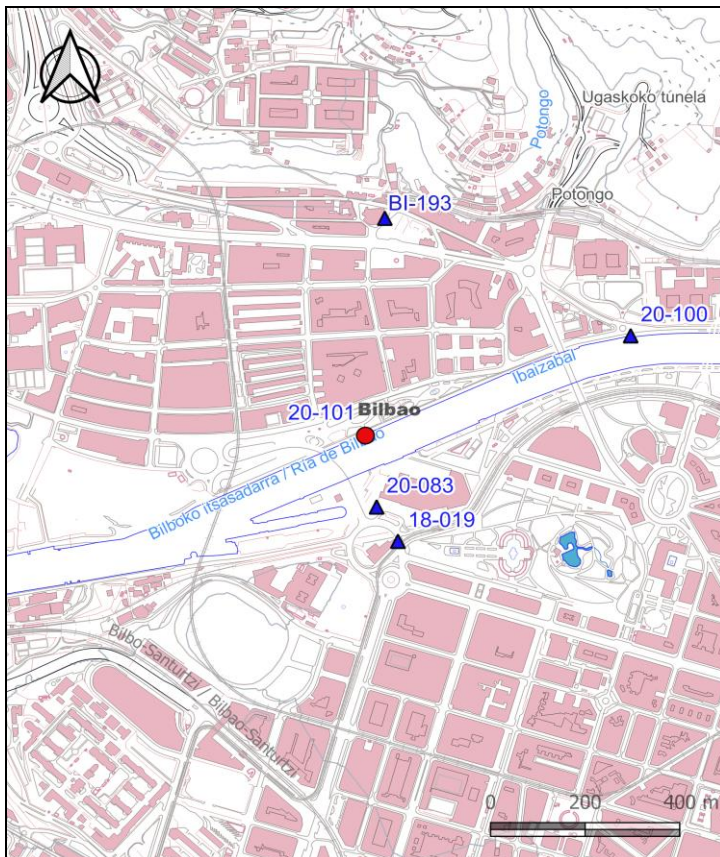 Ugaskoko tunela
Potongo
Potongo
BI-193
20-100
Ibaizabal
20-101 Bilbao
Bilboko itsasadarra / Ría de Bilbao
20-083
18-019
Bilbo-Santurtzi / Bilbao-Santurtzi
0 200 400 m